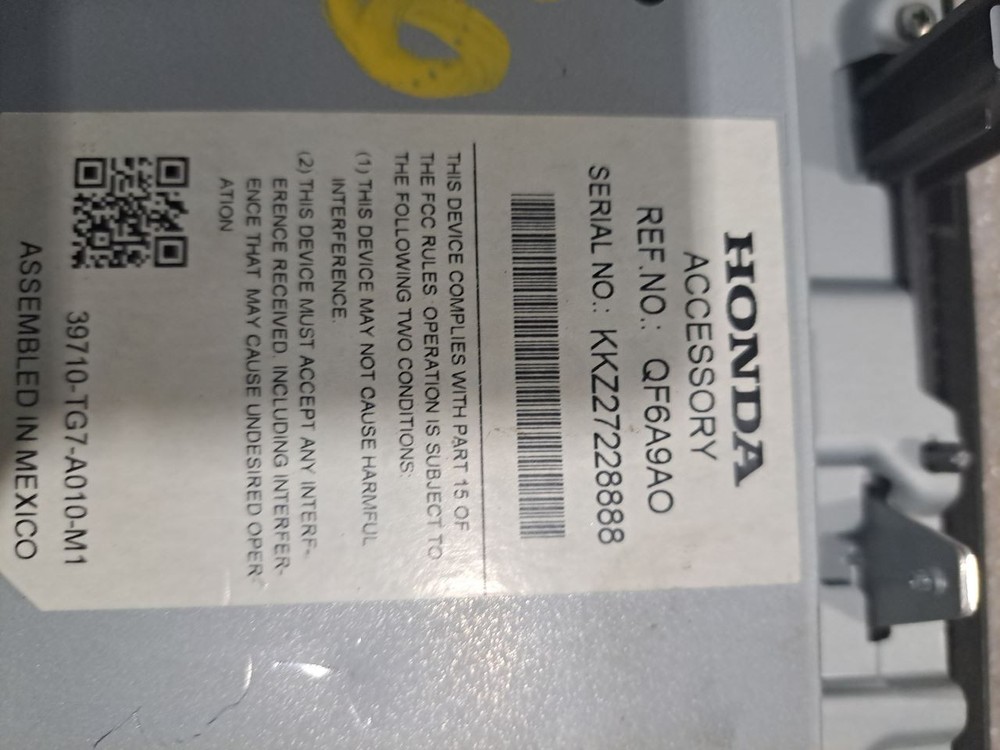 HONDA
ACCESSORY
REF.NO.: QF6A9AO
SERIAL NO.: KKZ27228888
THIS DEVICE COMPLIES WITH PART 15 OF
THE FCC RULES OPERATION IS SUBJECT TO
THE FOLLOWING TWO CONDITIONS:
(1) THIS DEVICE MAY NOT CAUSE HARMFUL
INTERFERENCE.
(2) THIS DEVICE MUST ACCEPT ANY INTERF-
ERENCE RECEIVED, INCLUDING INTERFER-
ENCE THAT MAY CAUSE UNDESIRED OPER
ATION
39710-TG7-A010-M1
ASSEMBLED IN MEXICO